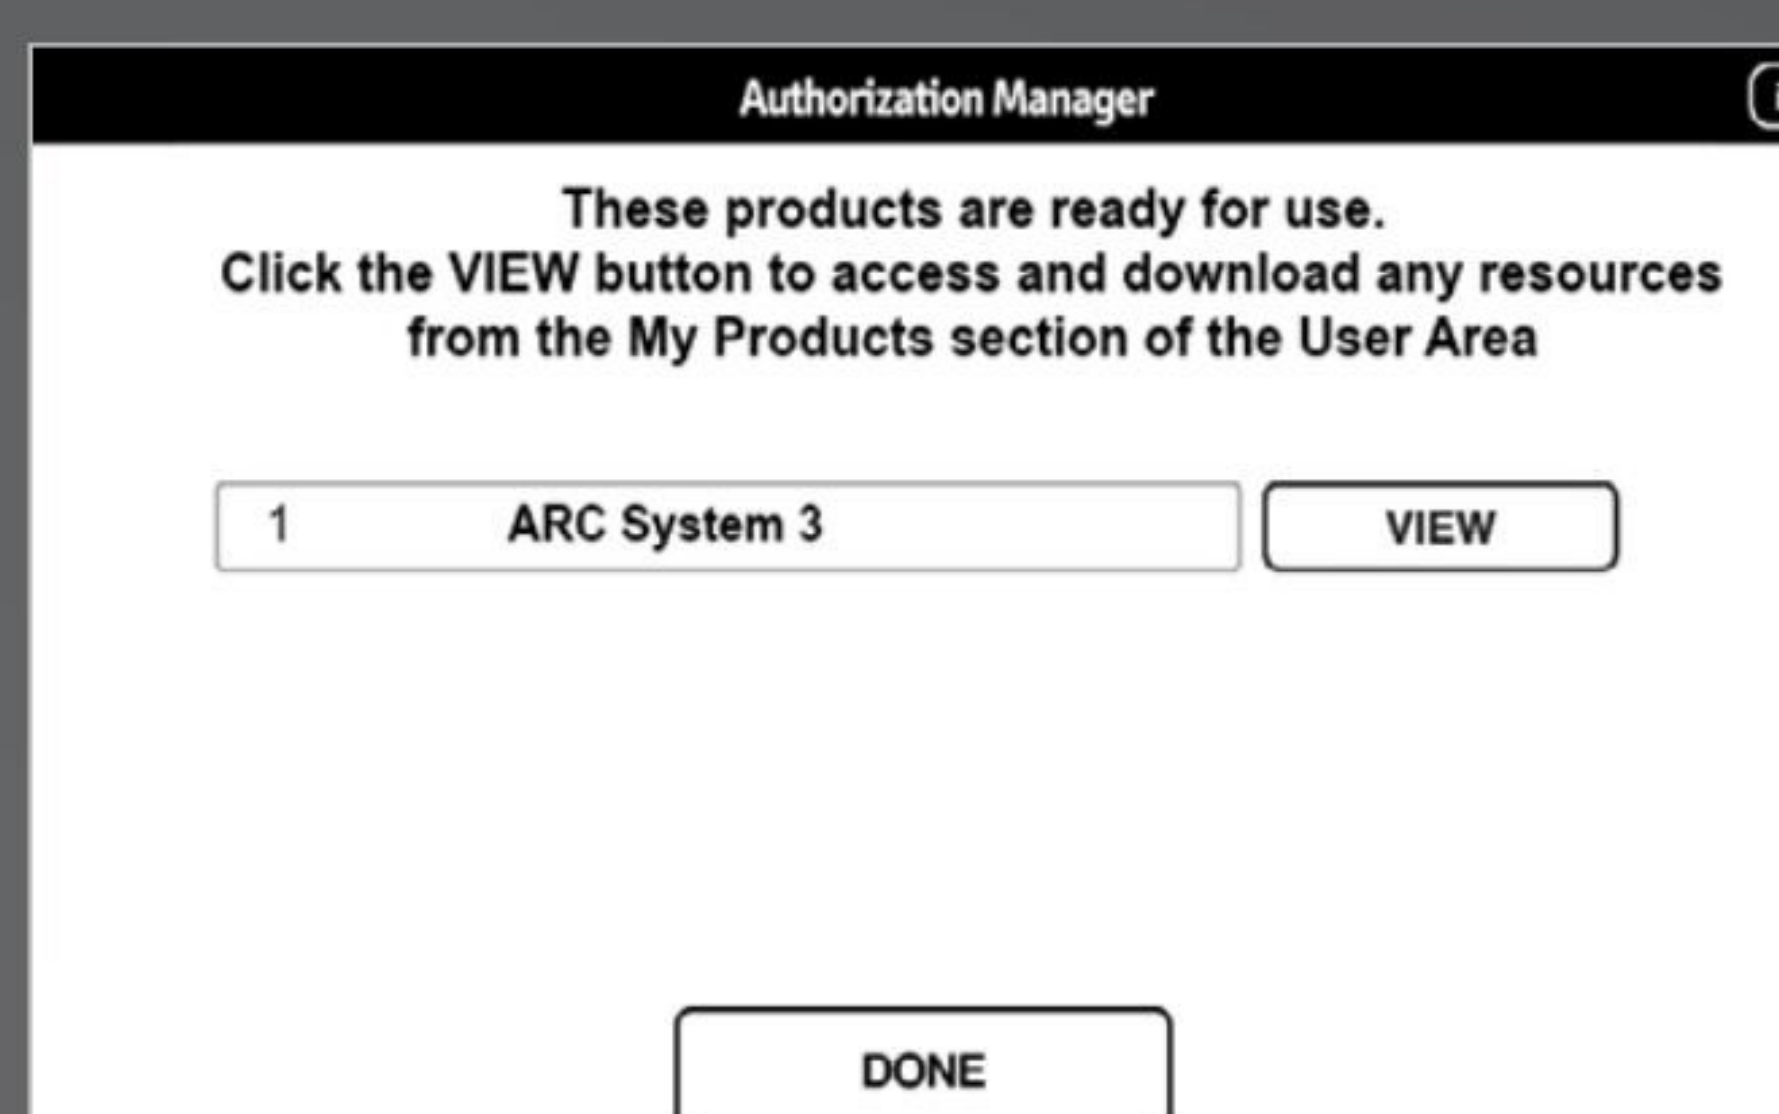 Authorization Manager
These products are ready for use.
Click the VIEW button to access and download any resources
from the My Products section of the User Area
1 ARC System 3 VIEW
DONE